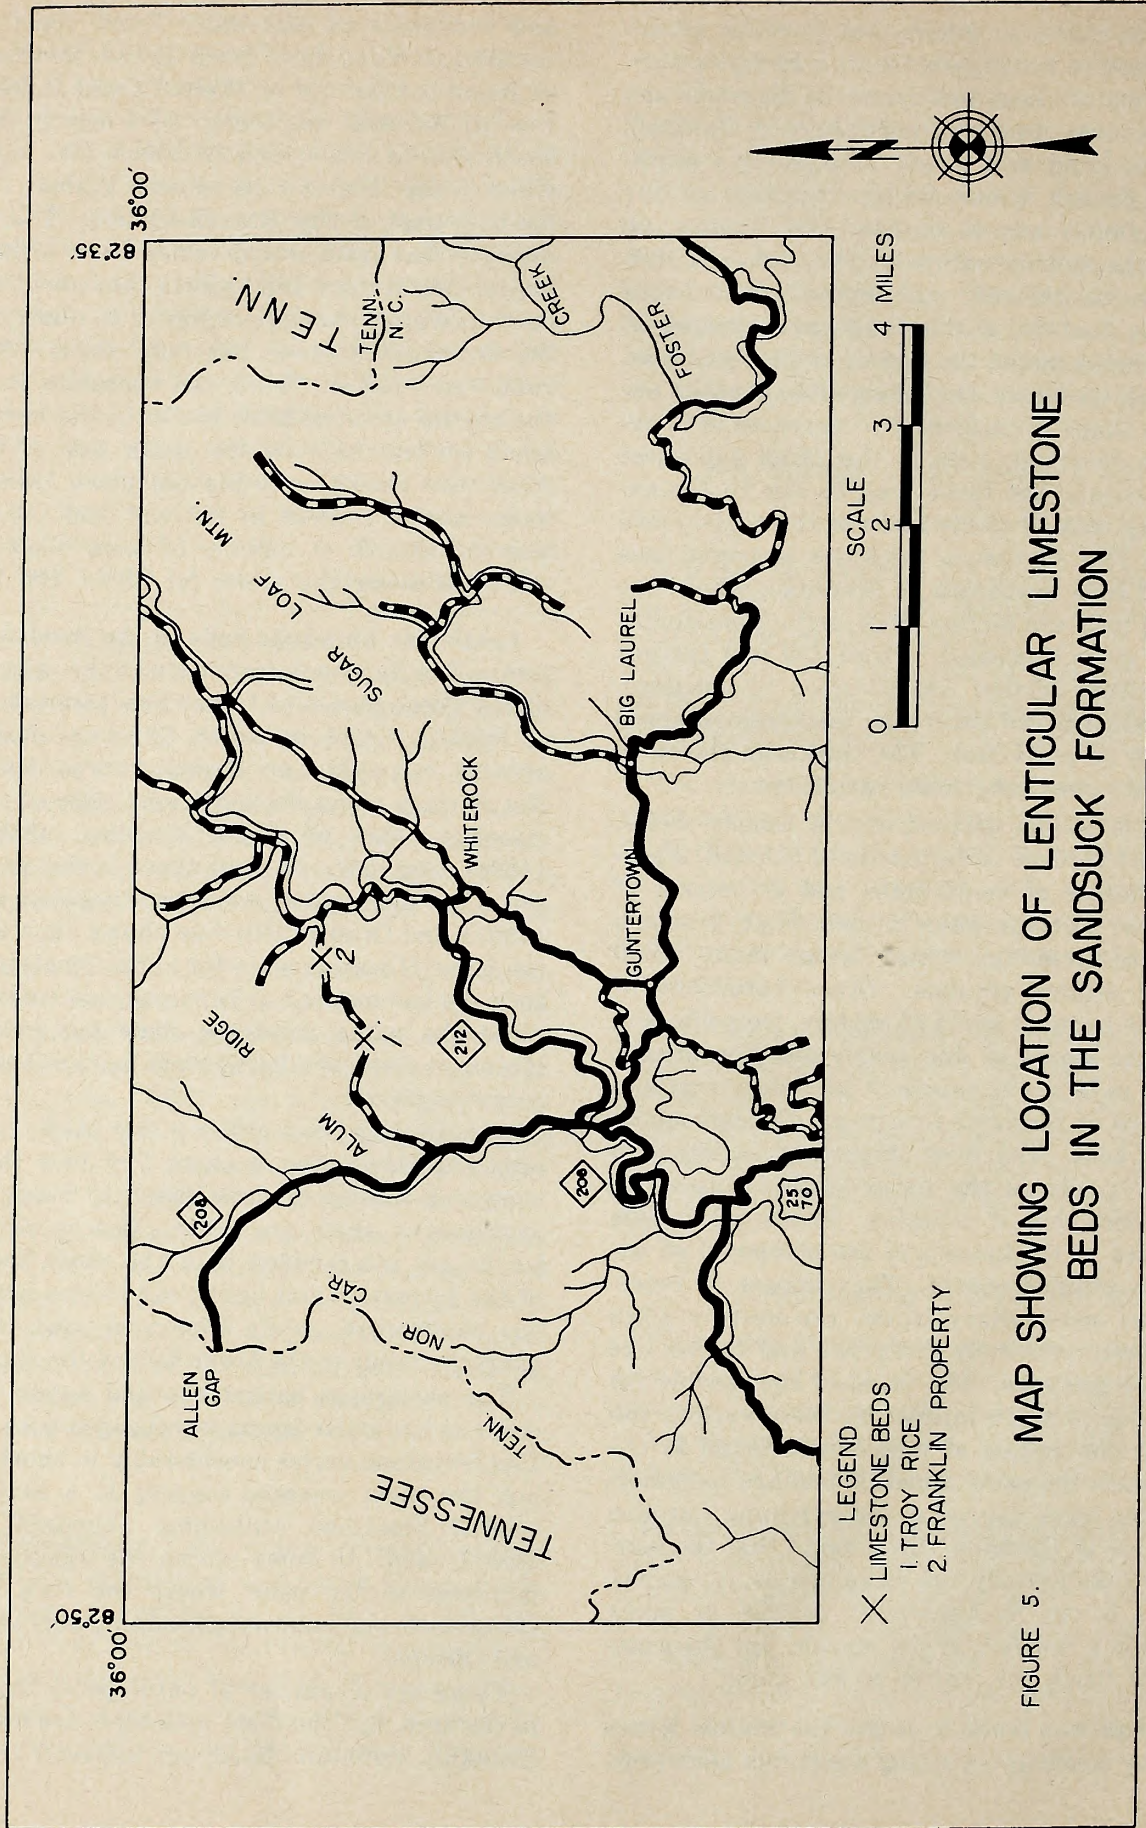 36°00'
82°50'
82°35'
36°00'
TENNESSEE
TENN.
NOR.
CAR.
ALLEN
GAP
208
ALUM
RIDGE
1.
2
212
208
25
70
WHITEROCK
GUNTERTOWN
SUGAR
LOAF
MTN.
BIG LAUREL
TENN.
TENN.
N. C.
CREEK
FOSTER
LEGEND
X LIMESTONE BEDS
1. TROY RICE
2. FRANKLIN PROPERTY
SCALE
0 1 2 3 4 MILES
N
FIGURE 5. MAP SHOWING LOCATION OF LENTICULAR LIMESTONE
BEDS IN THE SANDSUCK FORMATION